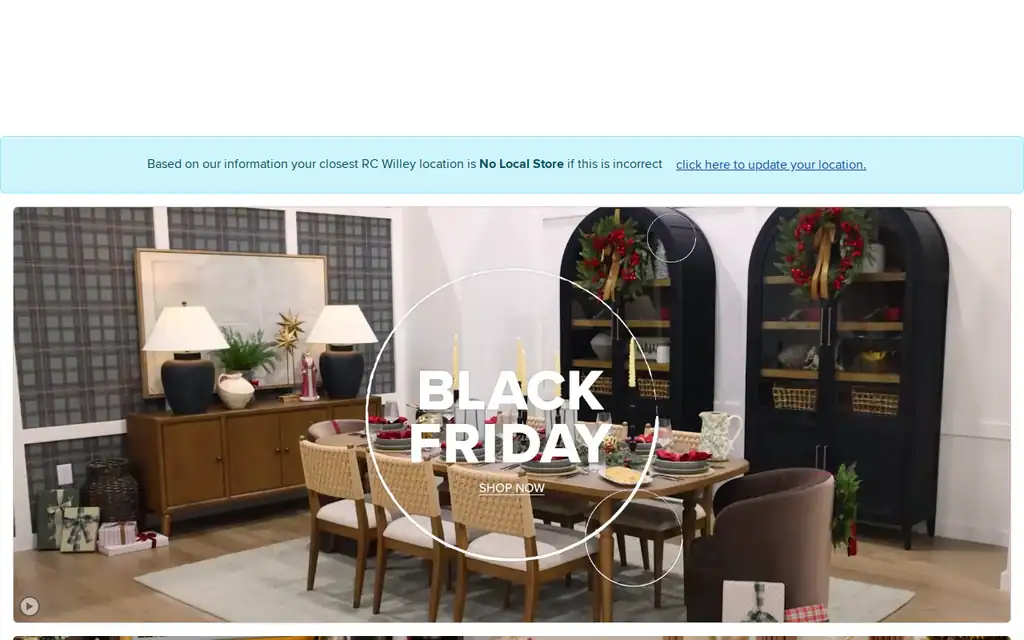 Based on our information your closest RC Willey location is No Local Store if this is incorrect click here to update your location.
BLACK
FRIDAY
SHOP NOW